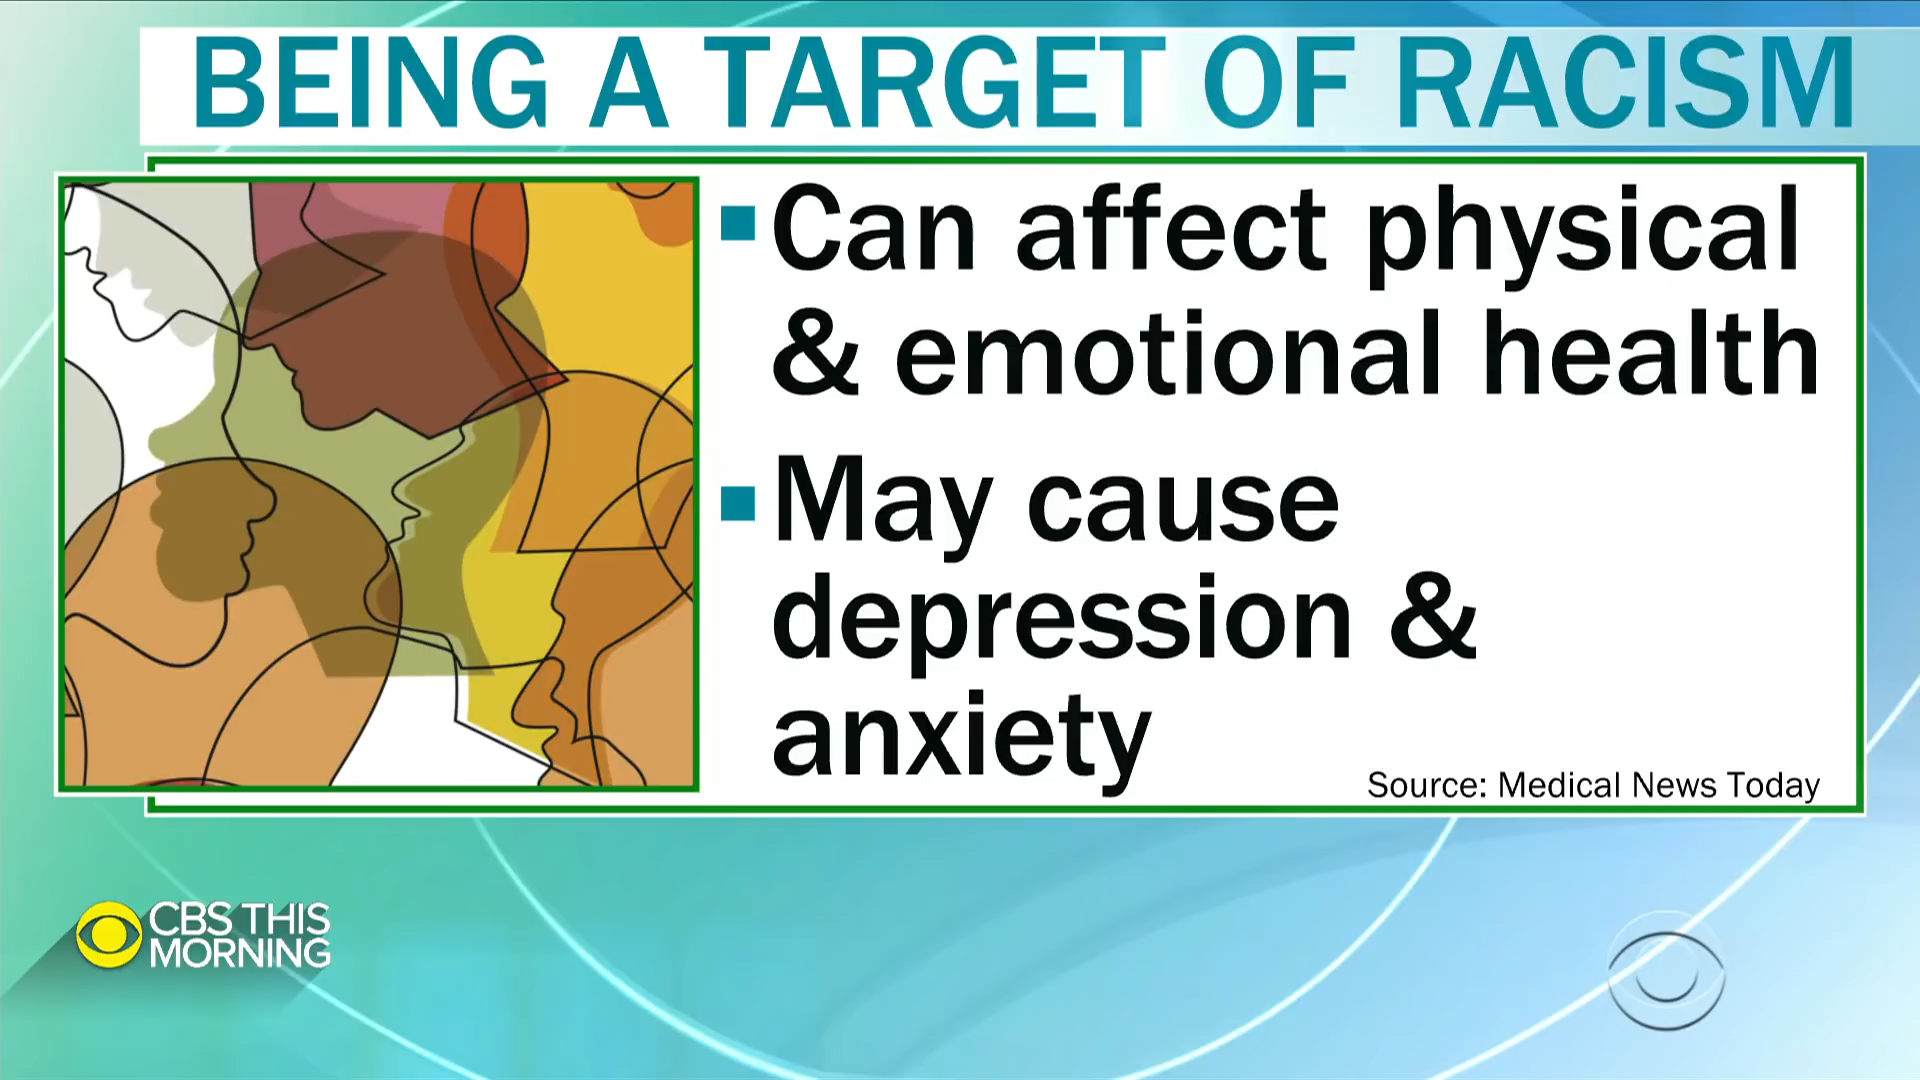 BEING A TARGET OF RACISM
▪Can affect physical
& emotional health
▪May cause
depression &
anxiety
Source: Medical News Today
CBS THIS
MORNING